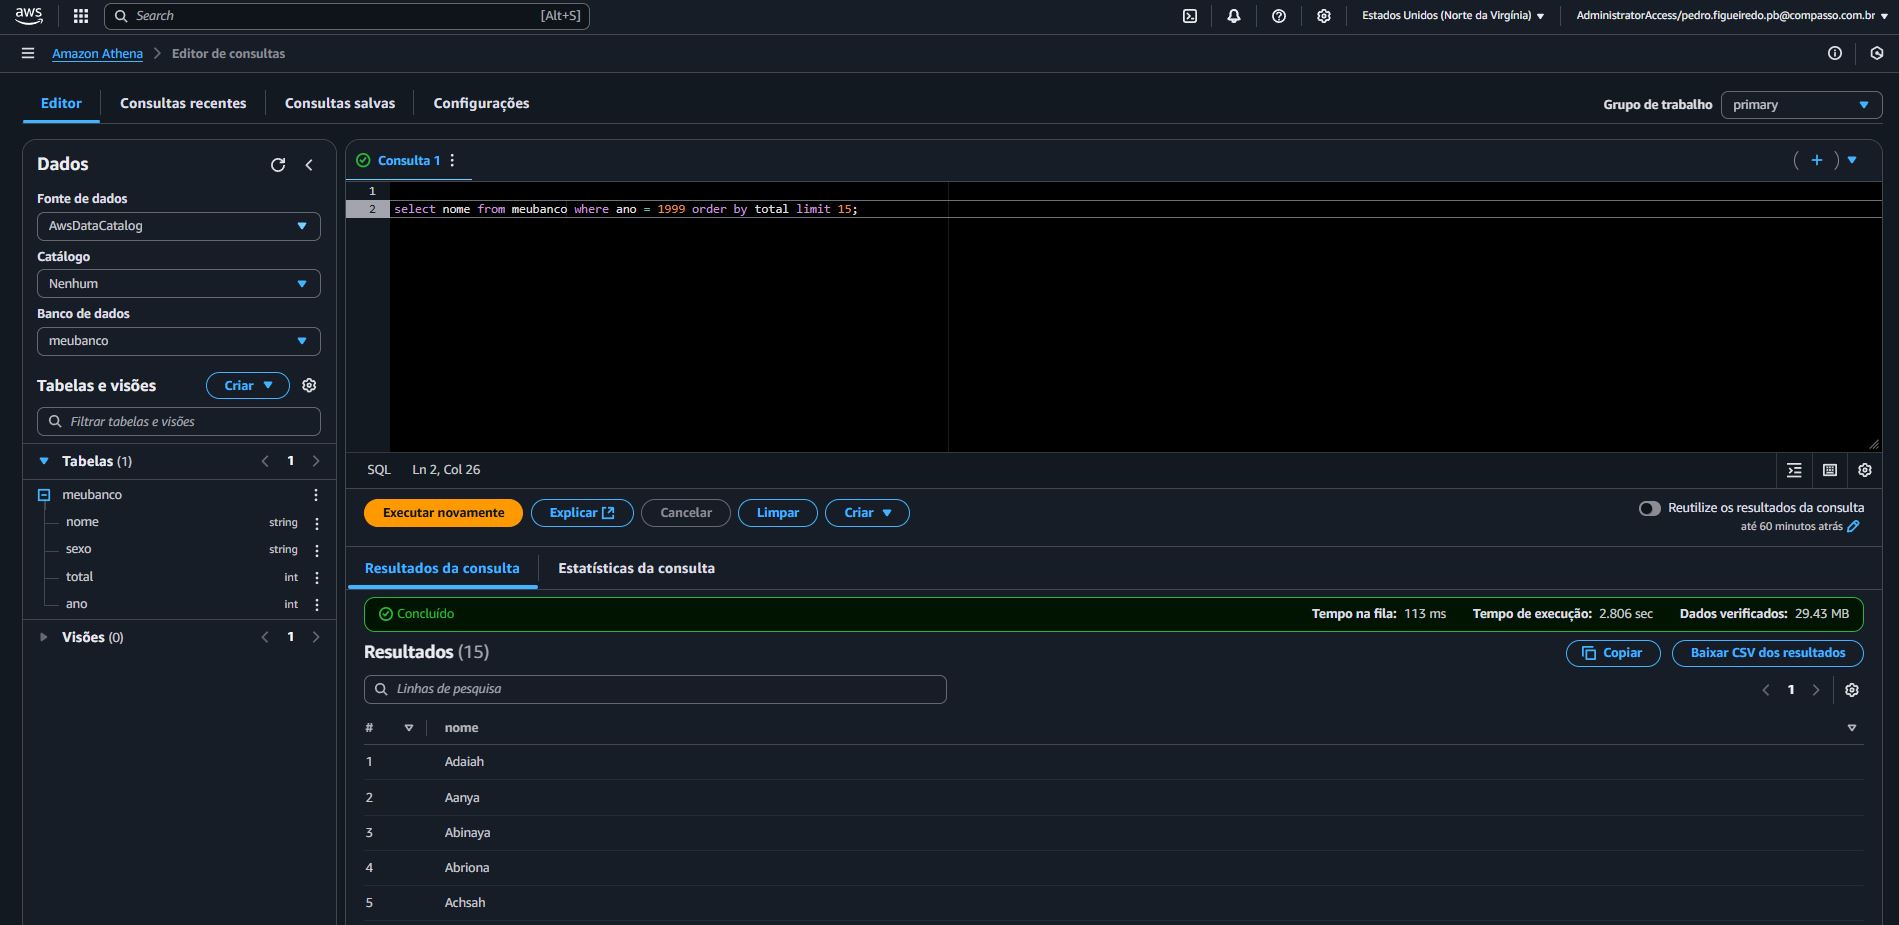 aws
Search [Alt+S]
Estados Unidos (Norte da Virgínia)
AdministratorAccess/pedro.figueiredo.pb@compasso.com.br
Amazon Athena
Editor de consultas
Editor
Consultas recentes
Consultas salvas
Configurações
Grupo de trabalho
primary
Dados
Fonte de dados
AwsDataCatalog
Catálogo
Nenhum
Banco de dados
meubanco
Tabelas e visões
Criar
Filtrar tabelas e visões
Tabelas (1) 1
meubanco
nome string
sexo string
total int
ano int
Visões (0) 1
Consulta 1
( + )
1
2 select nome from meubanco where ano = 1999 order by total limit 15;
SQL Ln 2, Col 26
Executar novamente
Explicar
Cancelar
Limpar
Criar
Reutilize os resultados da consulta
até 60 minutos atrás
Resultados da consulta
Estatísticas da consulta
Concluído
Tempo na fila: 113 ms
Tempo de execução: 2.806 sec
Dados verificados: 29.43 MB
Resultados (15)
Copiar
Baixar CSV dos resultados
Linhas de pesquisa
1
# nome
1 Adaiah
2 Aanya
3 Abinaya
4 Abriona
5 Achsah